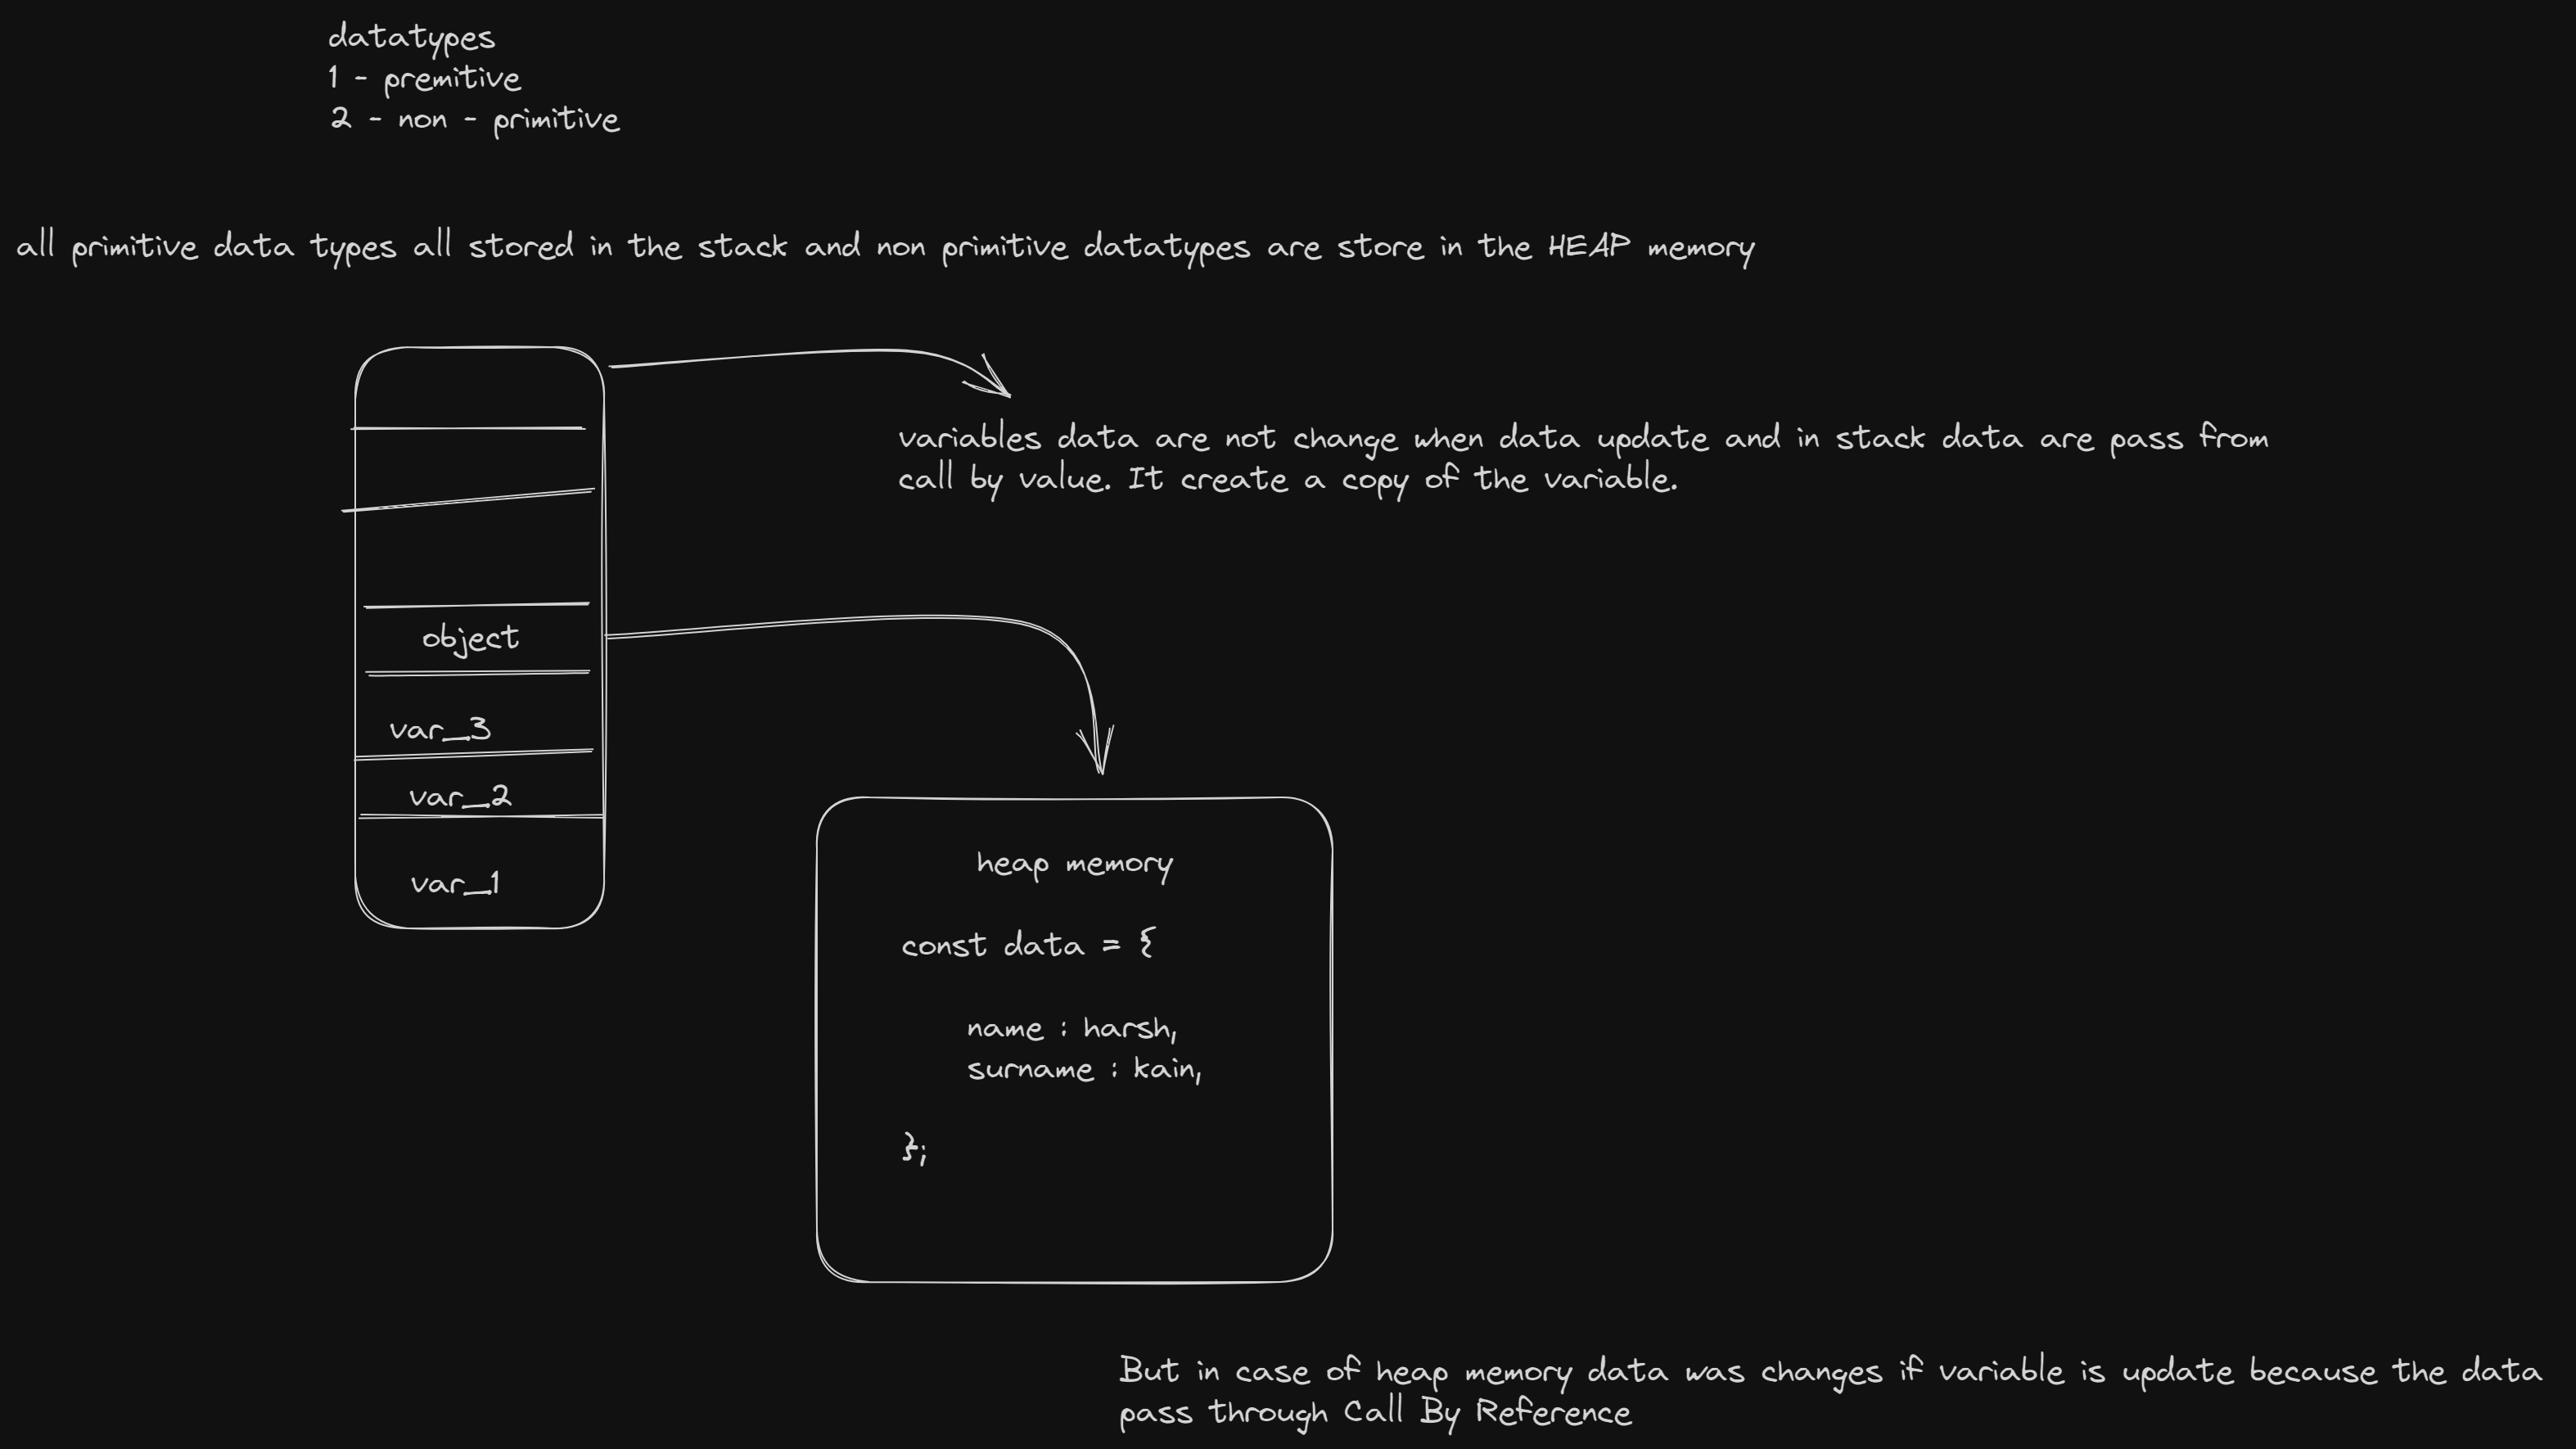 datatypes
1 - premitive
2 - non - primitive
all primitive data types all stored in the stack and non primitive datatypes are store in the HEAP memory
variables data are not change when data update and in stack data are pass from
call by value. It create a copy of the variable.
object
var_3
var_2
var_1
heap memory
const data = {
name : harsh,
surname : kain,
};
But in case of heap memory data was changes if variable is update because the data
pass through Call By Reference